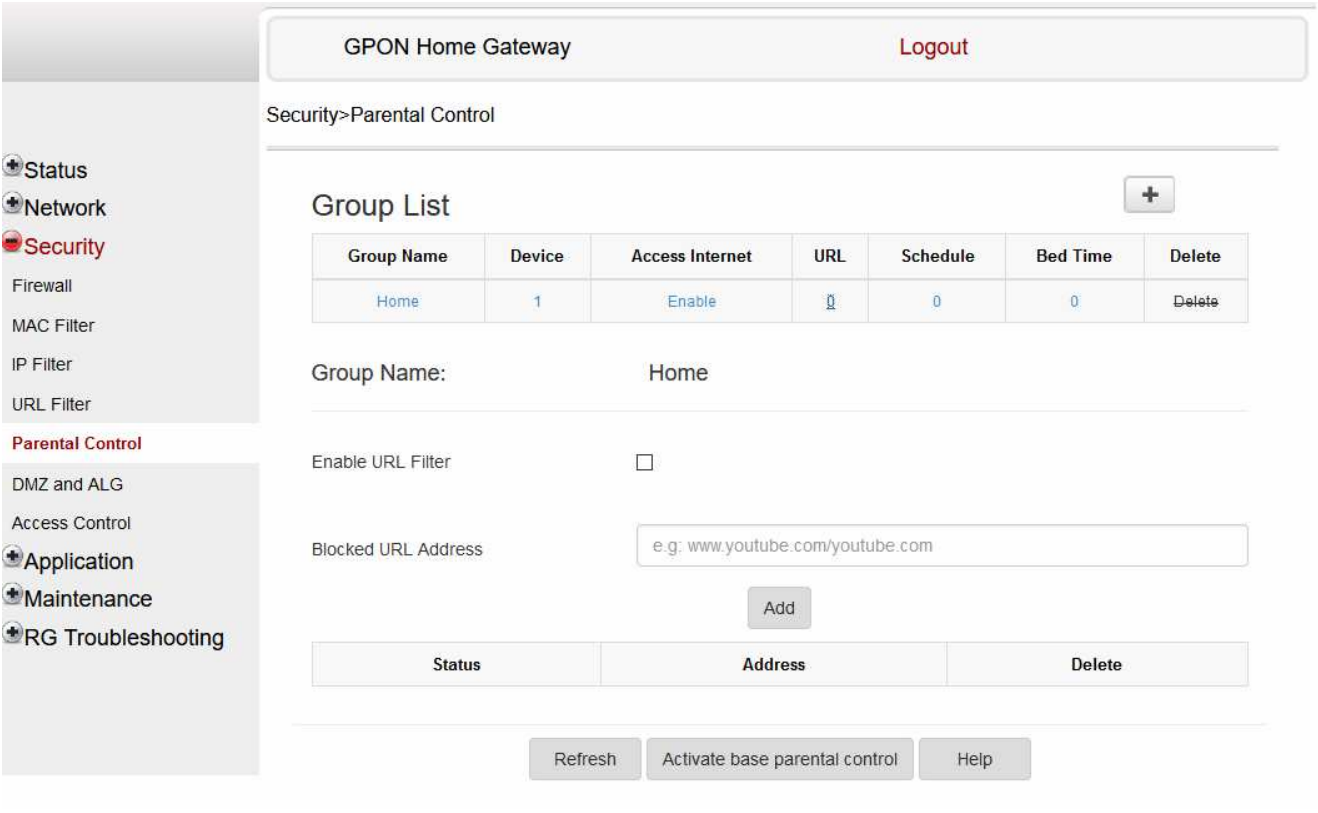 GPON Home Gateway Logout
Security>Parental Control
Status
Network
Security
Firewall
MAC Filter
IP Filter
URL Filter
Parental Control
DMZ and ALG
Access Control
Application
Maintenance
RG Troubleshooting
Group List
Group Name Device Access Internet URL Schedule Bed Time Delete
Home 1 Enable 0 0 0 Delete
Group Name: Home
Enable URL Filter
Blocked URL Address e.g: www.youtube.com/youtube.com
Add
Status Address Delete
Refresh Activate base parental control Help